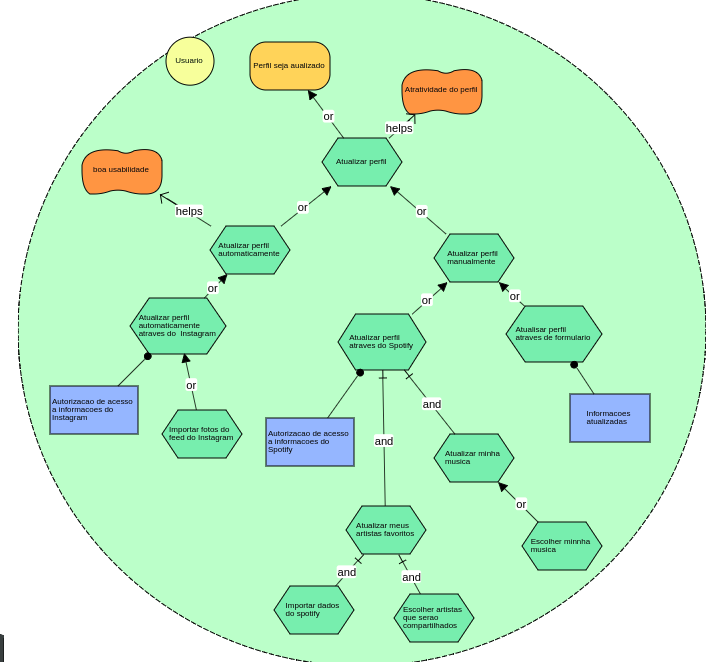 Usuario
Perfil seja aualizado
Atratividade do perfil
or
helps
Atualizar perfil
boa usabilidade
helps
or
or
Atualizar perfil
automaticamente
Atualizar perfil
manualmente
or
or
or
Atualizar perfil
automaticamente
atraves do Instagram
Atualizar perfil
atraves do Spotify
Atualisar perfil
atraves de formulario
or
and
Autorizacao de acesso
a informacoes do
Instagram
Importar fotos do
feed do Instagram
Autorizacao de acesso
a informacoes do
Spotify
and
Informacoes
atualizadas
Atualizar minha
musica
or
Atualizar meus
artistas favoritos
Escolher minnha
musica
and
and
Importar dados
do spotify
Escolher artistas
que serao
compartilhados